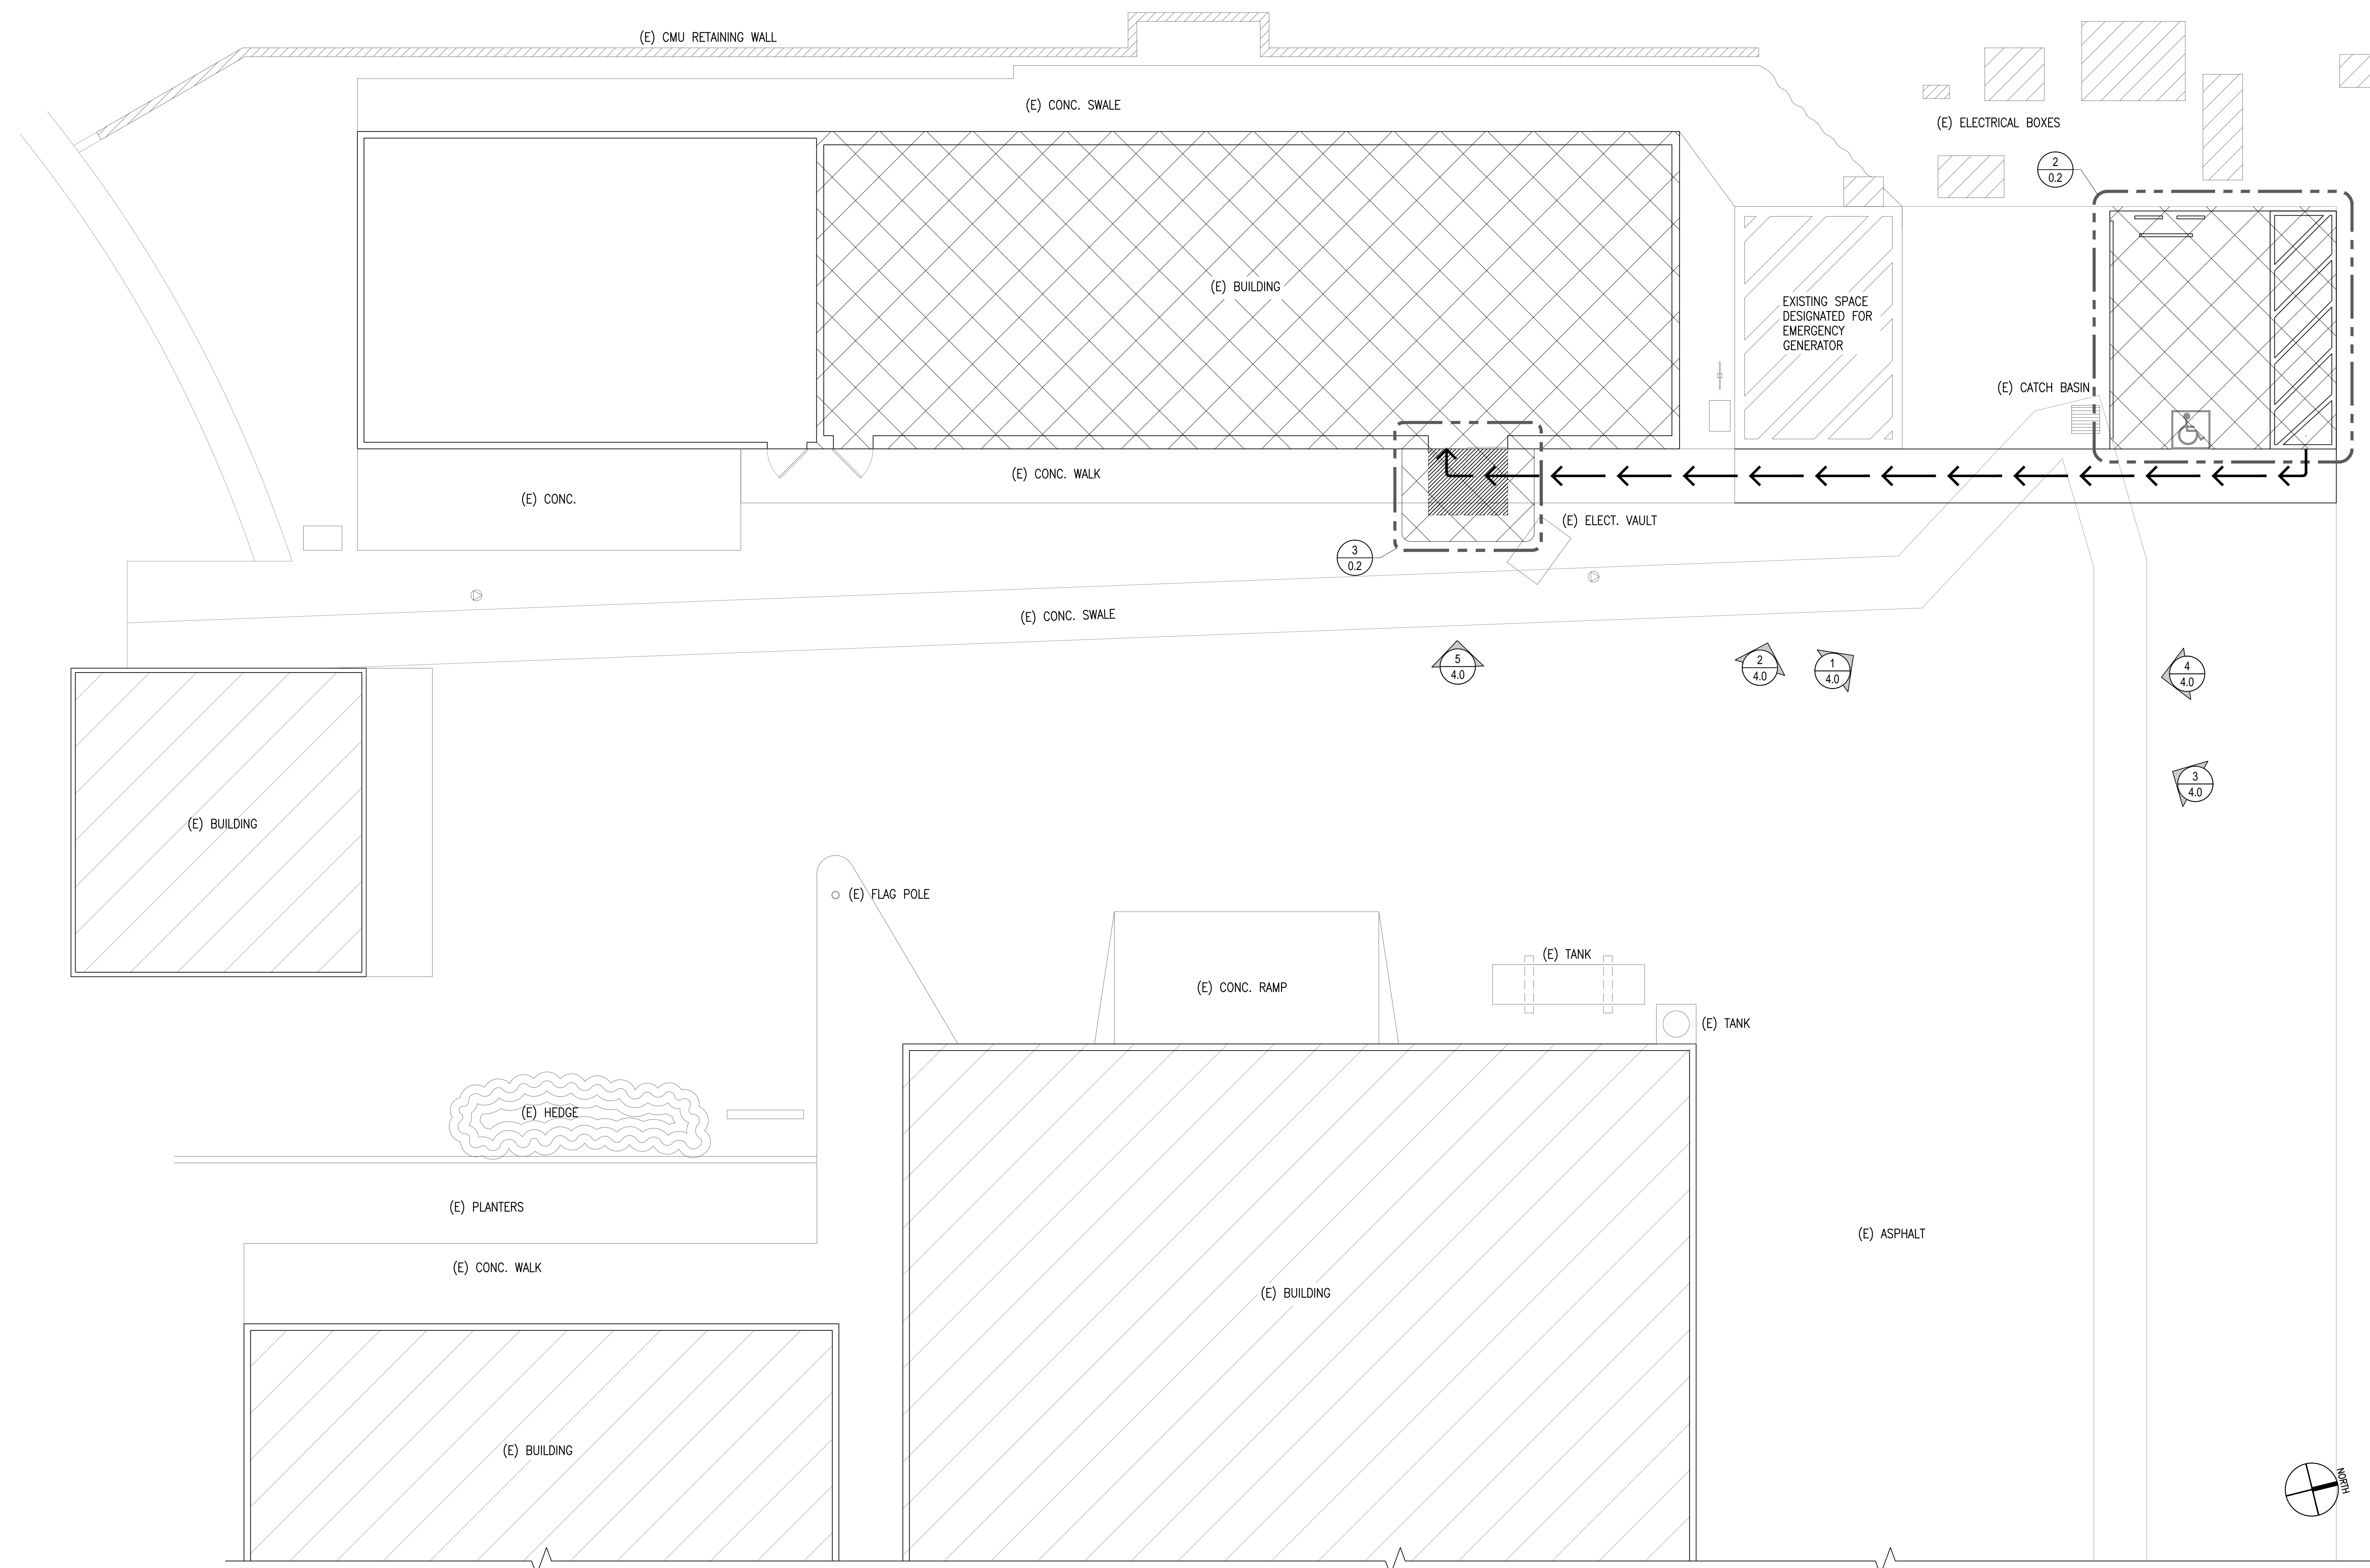 (E) CMU RETAINING WALL
(E) CONC. SWALE
(E) ELECTRICAL BOXES
2
0.2
(E) BUILDING
EXISTING SPACE
DESIGNATED FOR
EMERGENCY
GENERATOR
(E) CATCH BASIN
(E) CONC. WALK
(E) CONC.
(E) ELECT. VAULT
3
0.2
(E) CONC. SWALE
5
4.0
2
4.0
1
4.0
4
4.0
3
4.0
(E) BUILDING
(E) FLAG POLE
(E) TANK
(E) CONC. RAMP
(E) TANK
(E) HEDGE
(E) PLANTERS
(E) ASPHALT
(E) CONC. WALK
(E) BUILDING
(E) BUILDING
NORTH